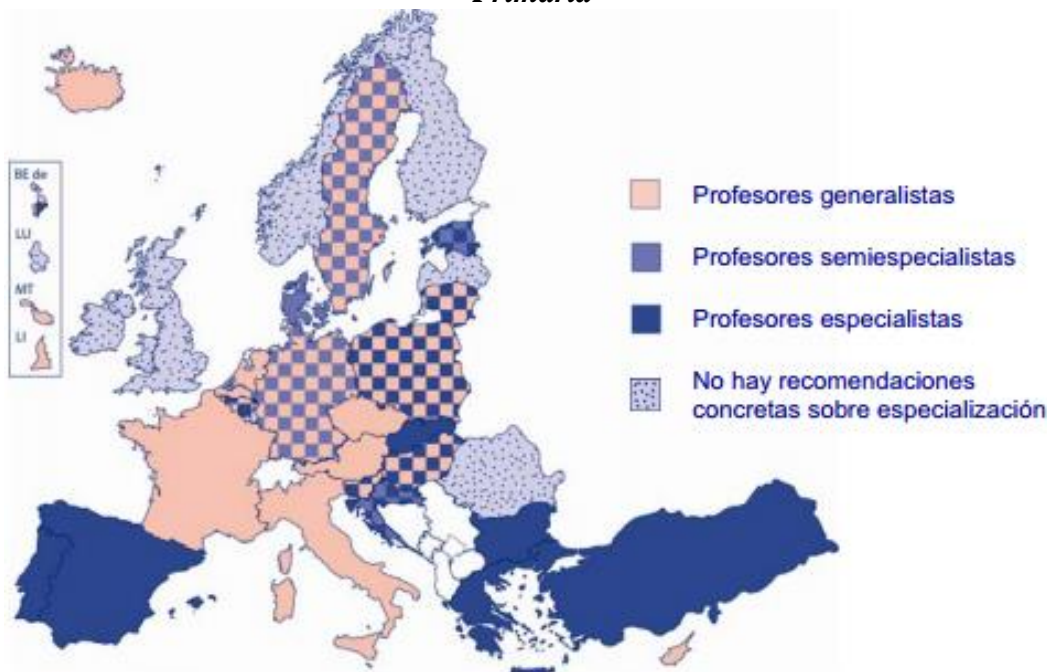 Primaria
BE de
LU
MT
LI
Profesores generalistas
Profesores semiespecialistas
Profesores especialistas
No hay recomendaciones
concretas sobre especialización